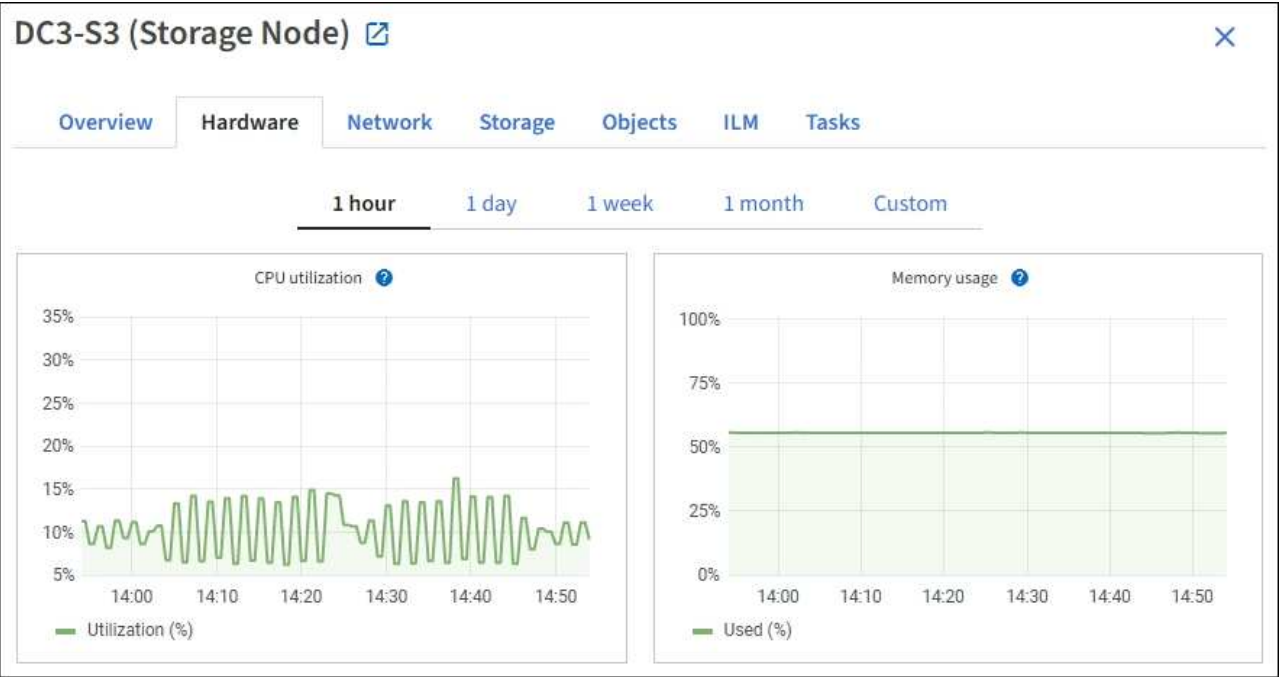 DC3-S3 (Storage Node)
Overview Hardware Network Storage Objects ILM Tasks
1 hour 1 day 1 week 1 month Custom
CPU utilization ?
35%
30%
25%
20%
15%
10%
5%
14:00 14:10 14:20 14:30 14:40 14:50
Utilization (%)
Memory usage ?
100%
75%
50%
25%
0%
14:00 14:10 14:20 14:30 14:40 14:50
Used (%)